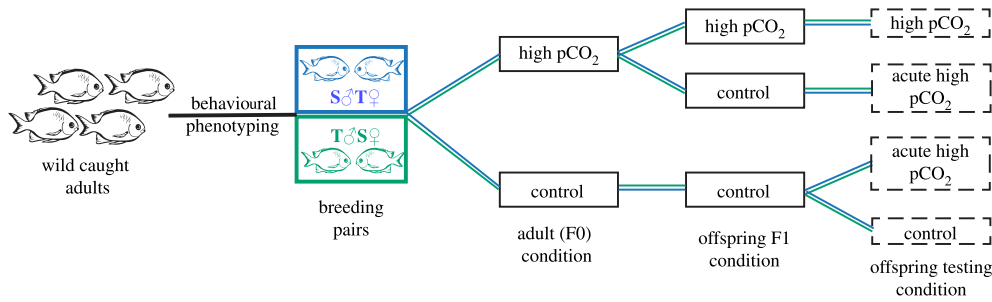 wild caught
adults
behavioural
phenotyping
S♂T♀
T♂S♀
breeding
pairs
high pCO₂
control
adult (F0)
condition
high pCO₂
control
control
offspring F1
condition
high pCO₂
acute high
pCO₂
acute high
pCO₂
control
offspring testing
condition